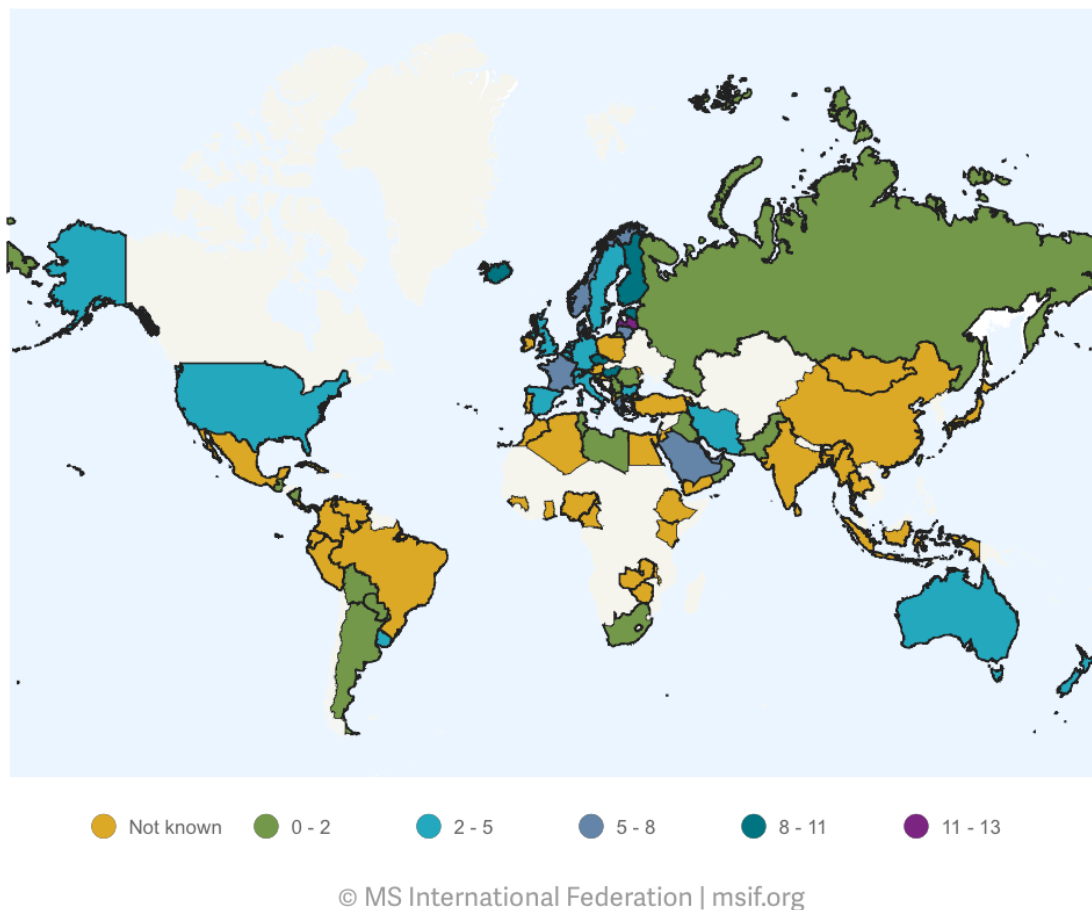 Not known 0 - 2 2 - 5 5 - 8 8 - 11 11 - 13
© MS International Federation | msif.org